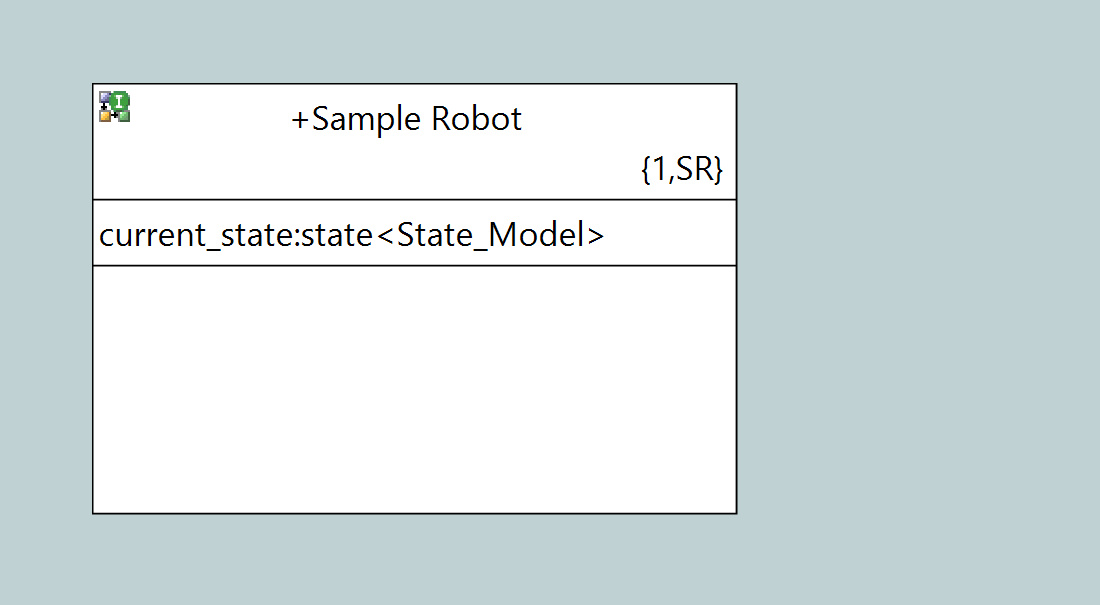 +Sample Robot
{1,SR}
current_state:state<State_Model>